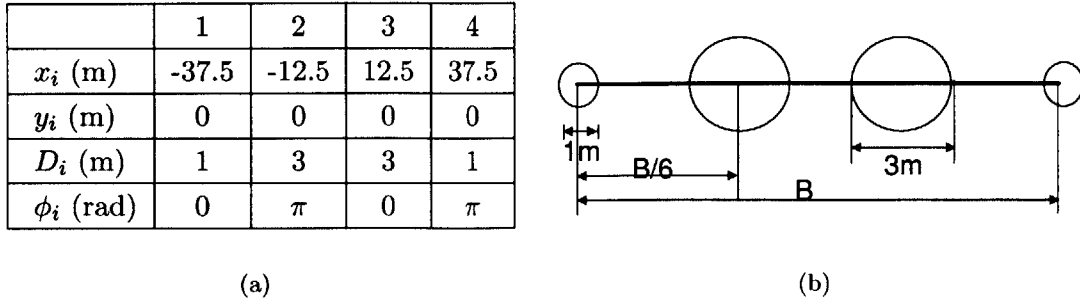 1 2 3 4
x_i (m) -37.5 -12.5 12.5 37.5
y_i (m) 0 0 0 0
D_i (m) 1 3 3 1
ϕ_i (rad) 0 π 0 π
(a)
1m
B/6
3m
B
(b)